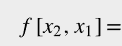 f [x₂, x₁] =